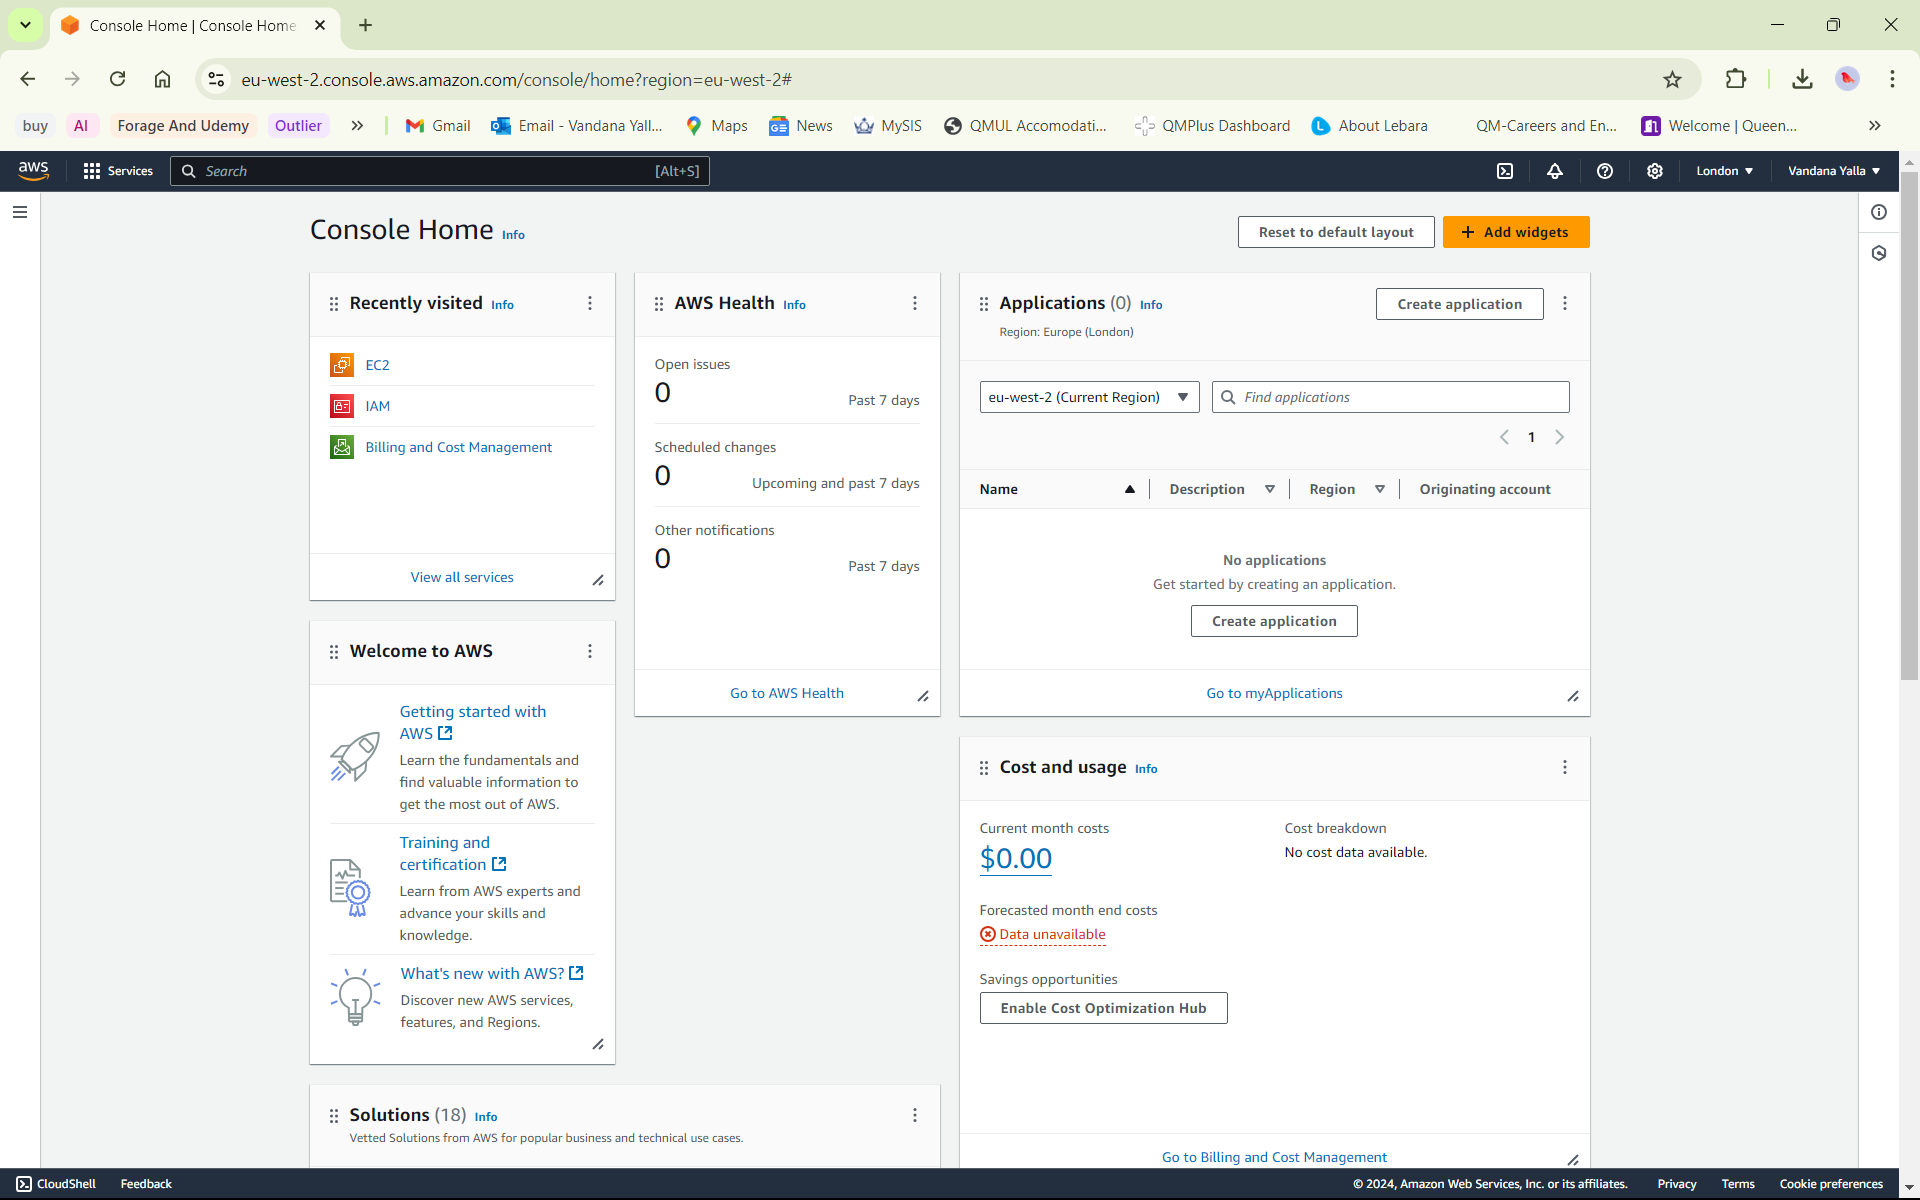 Console Home | Console Home
eu-west-2.console.aws.amazon.com/console/home?region=eu-west-2#
buy
AI
Forage And Udemy
Outlier
Gmail
Email - Vandana Yall...
Maps
News
MySIS
QMUL Accomodati...
QMPlus Dashboard
About Lebara
QM-Careers and En...
Welcome | Queen...
aws
Services
Search
[Alt+S]
London
Vandana Yalla
Console Home Info
Reset to default layout
+ Add widgets
Recently visited Info
EC2
IAM
Billing and Cost Management
View all services
AWS Health Info
Open issues
0
Past 7 days
Scheduled changes
0
Upcoming and past 7 days
Other notifications
0
Past 7 days
Go to AWS Health
Applications (0) Info
Region: Europe (London)
Create application
eu-west-2 (Current Region)
Find applications
1
Name
Description
Region
Originating account
No applications
Get started by creating an application.
Create application
Go to myApplications
Welcome to AWS
Getting started with
AWS
Learn the fundamentals and
find valuable information to
get the most out of AWS.
Training and
certification
Learn from AWS experts and
advance your skills and
knowledge.
What's new with AWS?
Discover new AWS services,
features, and Regions.
Cost and usage Info
Current month costs
$0.00
Cost breakdown
No cost data available.
Forecasted month end costs
Data unavailable
Savings opportunities
Enable Cost Optimization Hub
Go to Billing and Cost Management
Solutions (18) Info
Vetted Solutions from AWS for popular business and technical use cases.
CloudShell
Feedback
© 2024, Amazon Web Services, Inc. or its affiliates.
Privacy
Terms
Cookie preferences